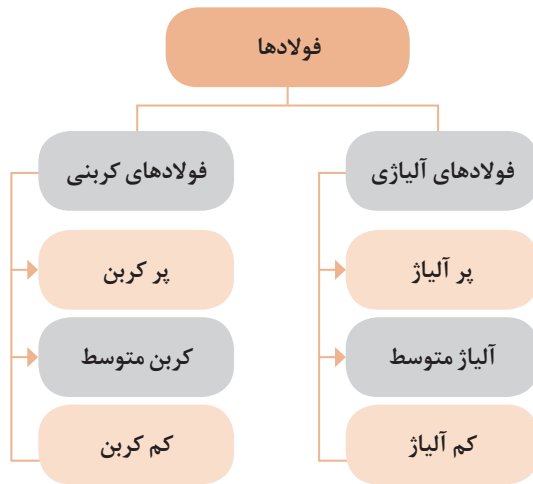 فولادها
فولادهای آلیاژی
پر آلیاژ
آلیاژ متوسط
کم آلیاژ
فولادهای کربنی
پر کربن
کربن متوسط
کم کربن